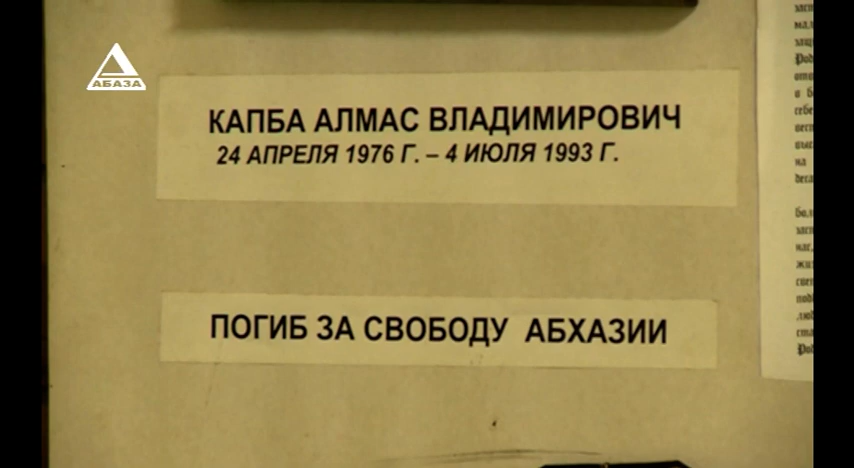 АБАЗА
КАПБА АЛМАС ВЛАДИМИРОВИЧ
24 АПРЕЛЯ 1976 Г. – 4 ИЮЛЯ 1993 Г.
ПОГИБ ЗА СВОБОДУ АБХАЗИИ